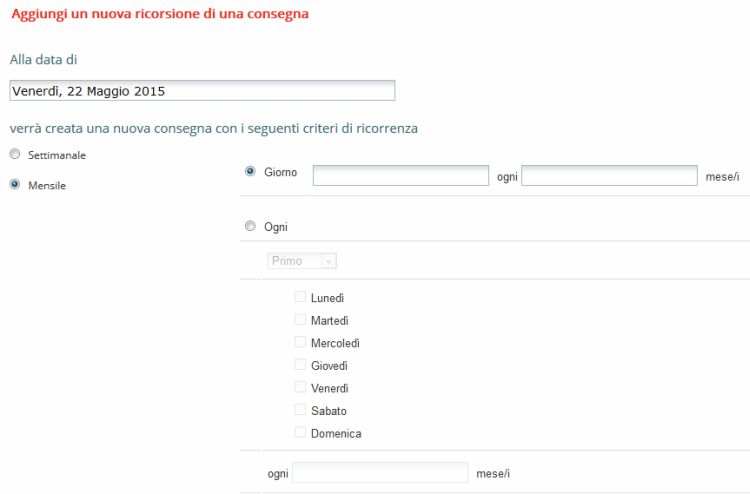 Aggiungi un nuova ricorsione di una consegna
Alla data di
Venerdì, 22 Maggio 2015
verrà creata una nuova consegna con i seguenti criteri di ricorrenza
Settimanale
Mensile
Giorno ogni mese/i
Ogni
Primo
Lunedì
Martedì
Mercoledì
Giovedì
Venerdì
Sabato
Domenica
ogni mese/i